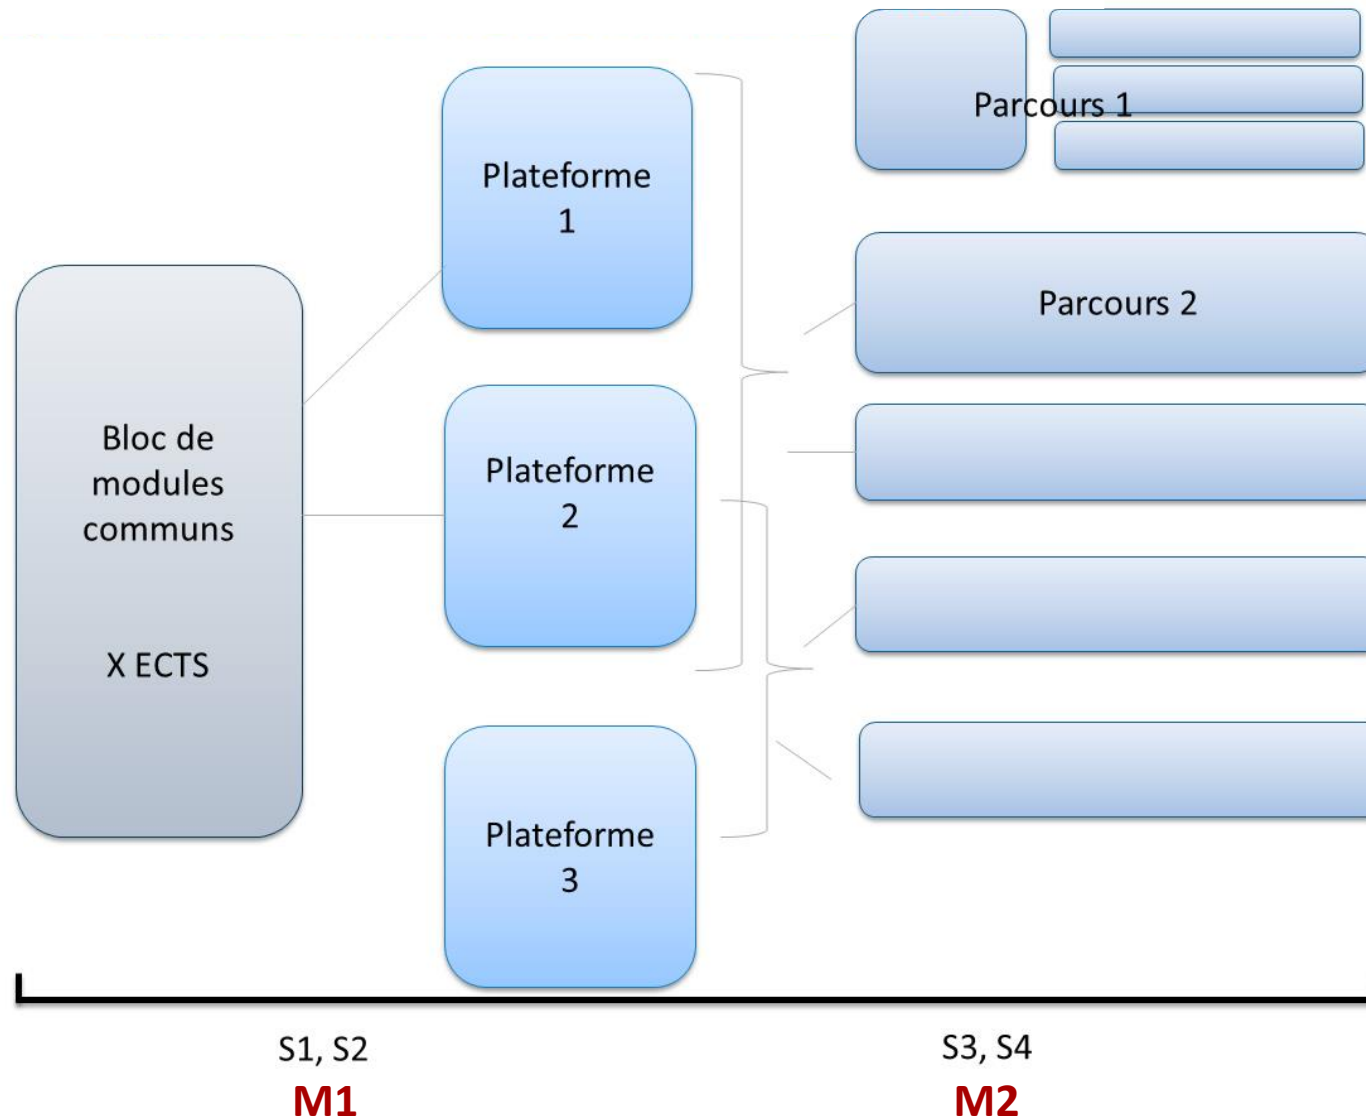 Bloc de
modules
communs
X ECTS
Plateforme
1
Plateforme
2
Plateforme
3
Parcours 1
Parcours 2
S1, S2
M1
S3, S4
M2